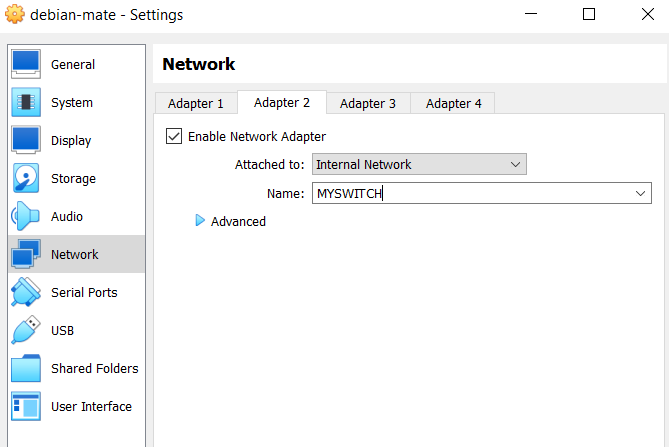 debian-mate - Settings
General
System
Display
Storage
Audio
Network
Serial Ports
USB
Shared Folders
User Interface
Network
Adapter 1 Adapter 2 Adapter 3 Adapter 4
Enable Network Adapter
Attached to: Internal Network
Name: MYSWITCH
Advanced